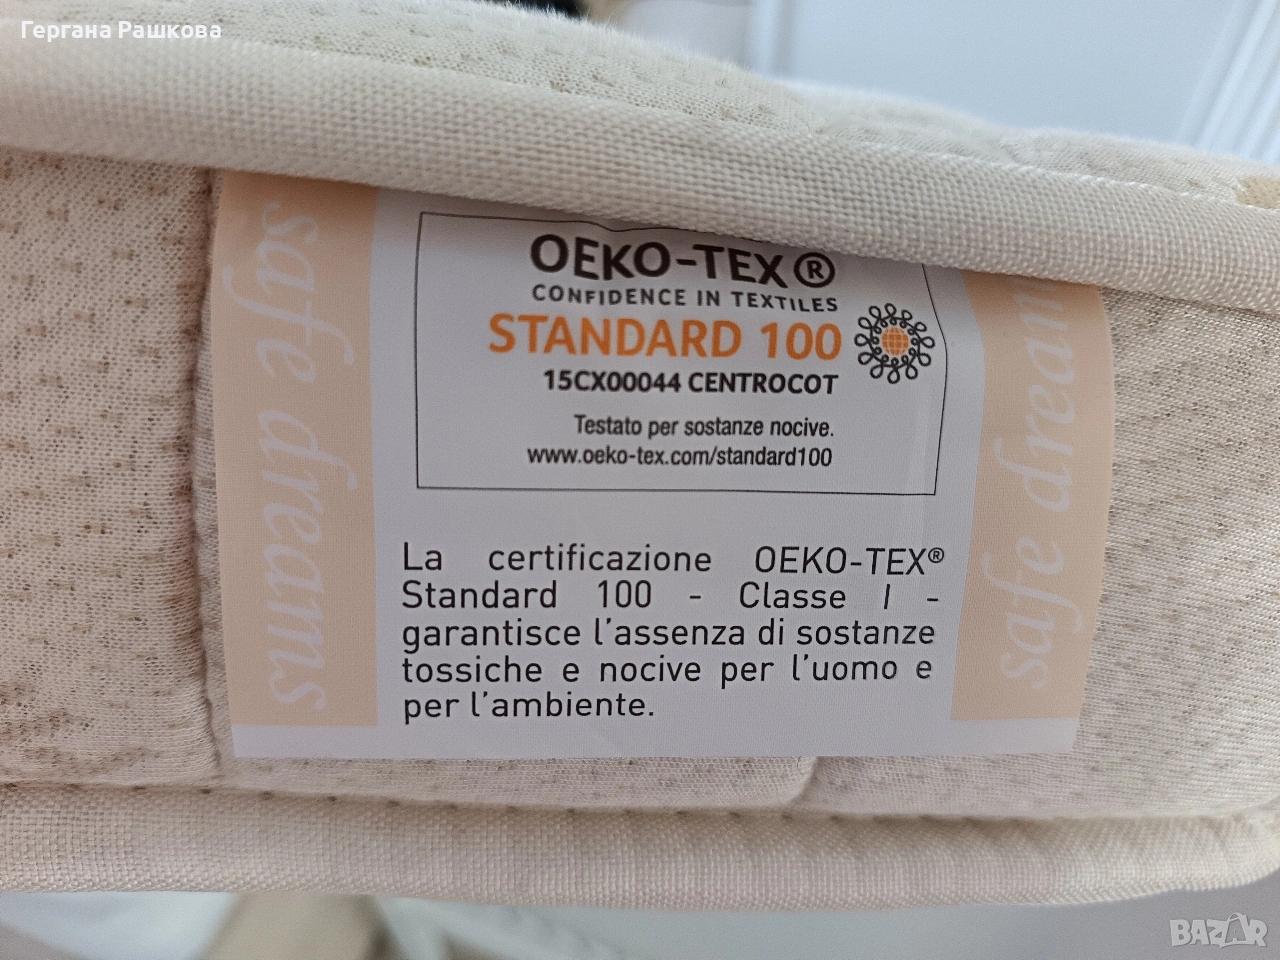 Гергана Рашкова
safe dreams
OEKO-TEX®
CONFIDENCE IN TEXTILES
STANDARD 100
15CX00044 CENTROCOT
Testato per sostanze nocive.
www.oeko-tex.com/standard100
La certificazione OEKO-TEX®
Standard 100 - Classe I -
garantisce l'assenza di sostanze
tossiche e nocive per l'uomo e
per l'ambiente.
safe dream
BAZAR